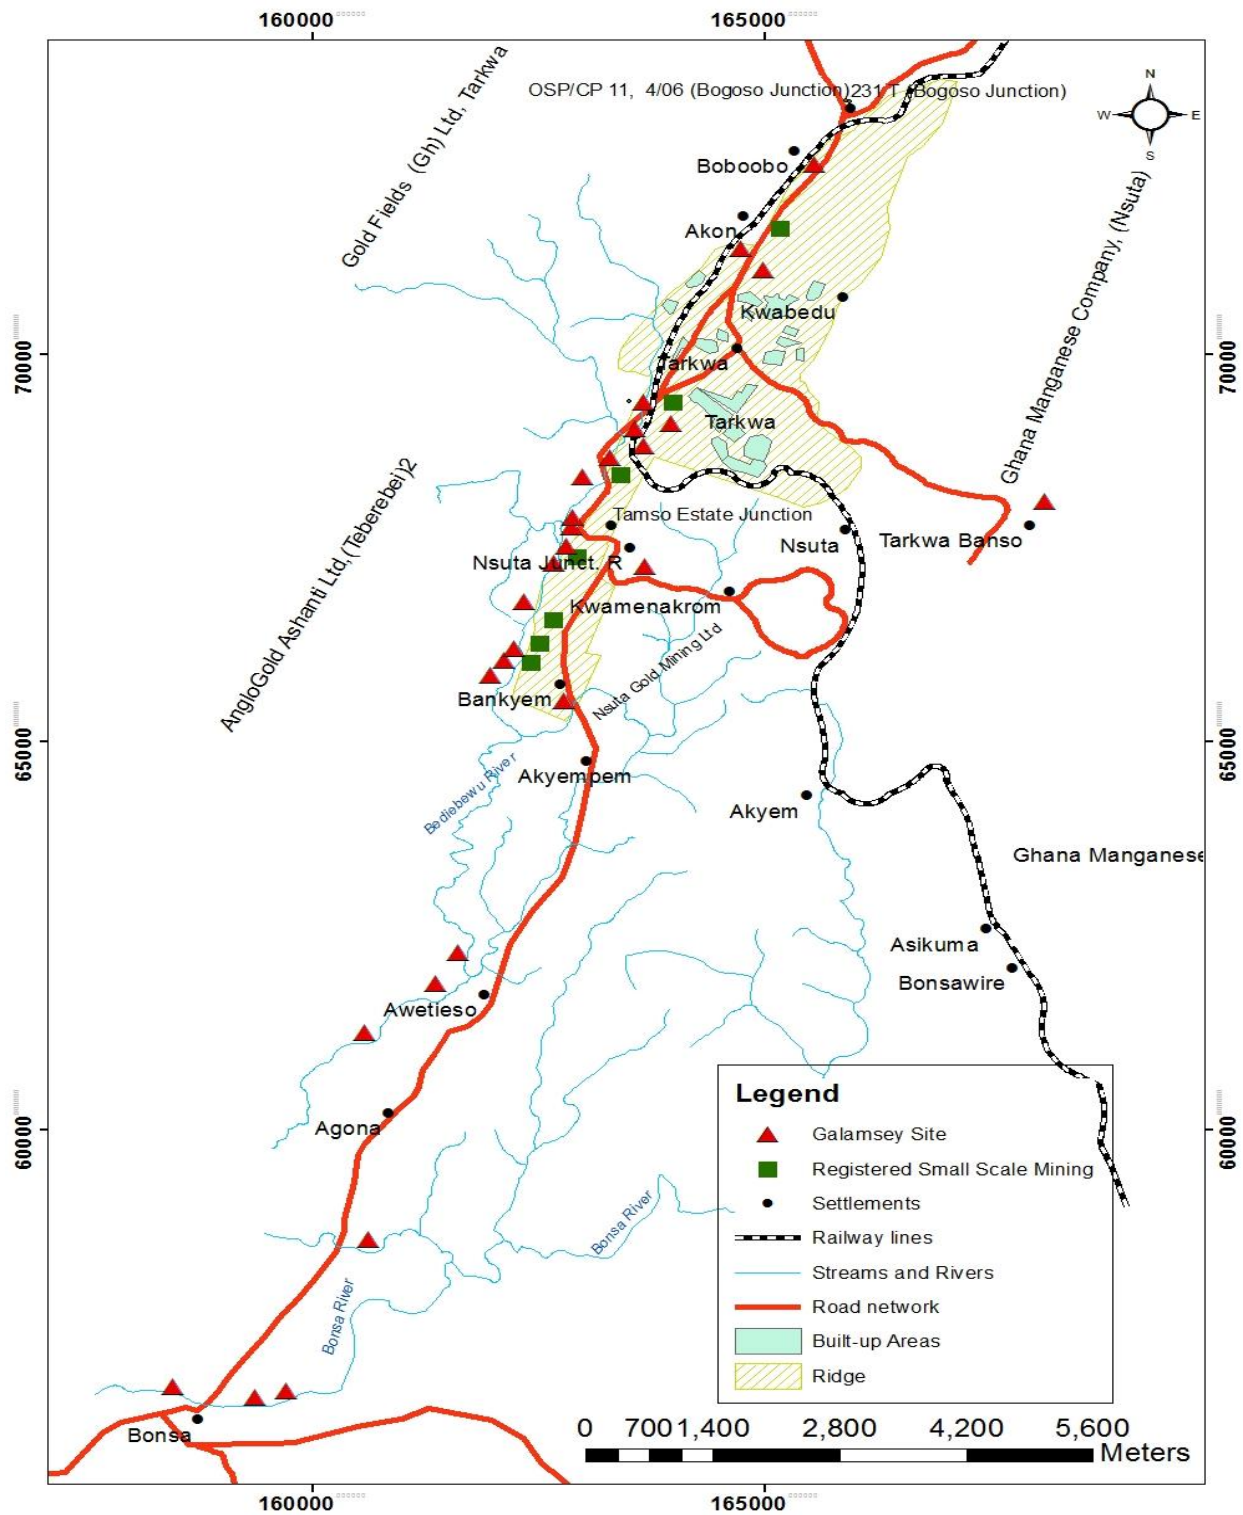 160000
165000
OSP/CP 11, 4/06 (Bogoso Junction)231 T (Bogoso Junction)
Gold Fields (Gh) Ltd, Tarkwa
N
W
E
S
Boboobo
Akon
Ghana Manganese Company, (Nsuta)
Kwabedu
70000
70000
Tarkwa
Tarkwa
AngloGold Ashanti Ltd,(Teberebei)2
Tamso Estate Junction
Nsuta
Tarkwa Banso
Nsuta Junct. R
Kwamenakrom
Nsuta Gold Mining Ltd
Bankyem
65000
65000
Akyempem
Bediebewu River
Akyem
Ghana Manganese
Asikuma
Bonsawire
Awetieso
Agona
60000
60000
Legend
Galamsey Site
Registered Small Scale Mining
Settlements
Railway lines
Streams and Rivers
Road network
Built-up Areas
Ridge
Bonsa River
Bonsa River
Bonsa
0 700 1,400 2,800 4,200 5,600
Meters
160000
165000